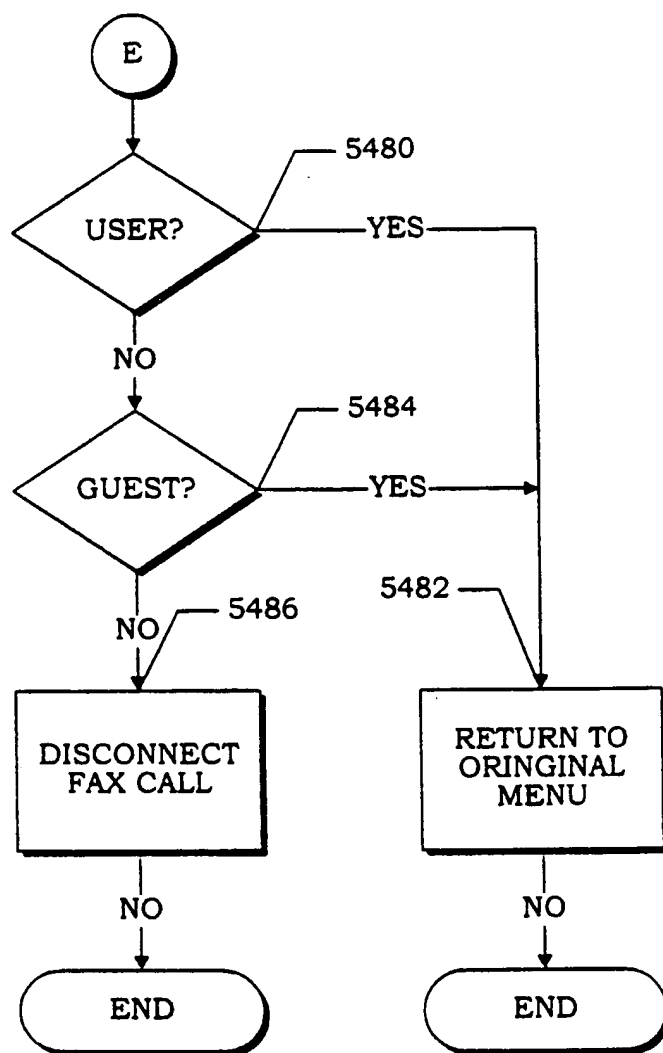 E
5480
USER?
YES
NO
5484
GUEST?
YES
5482
NO
5486
DISCONNECT
FAX CALL
RETURN TO
ORINGINAL
MENU
NO
NO
END
END